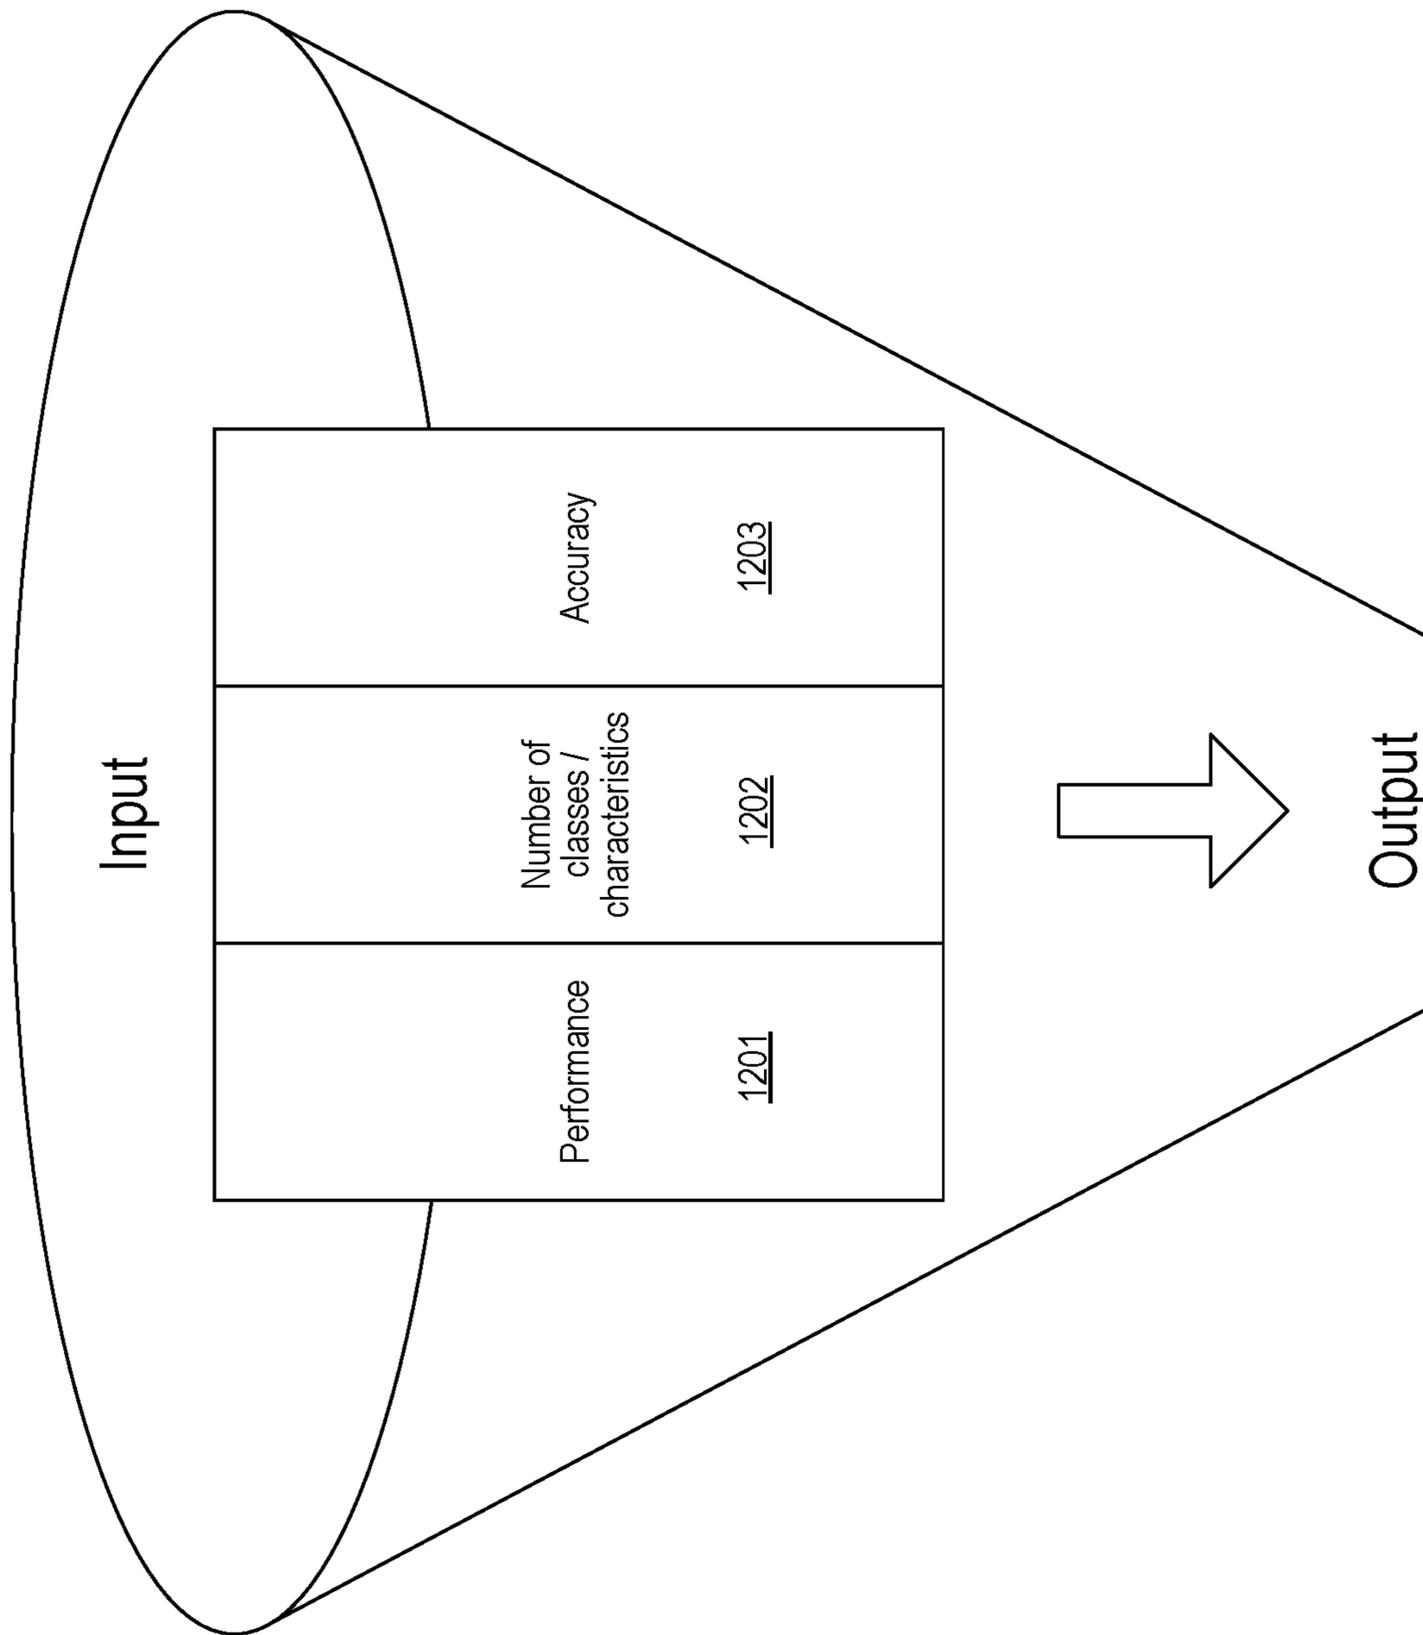 Input
Performance
1201
Number of
classes /
characteristics
1202
Accuracy
1203
Output